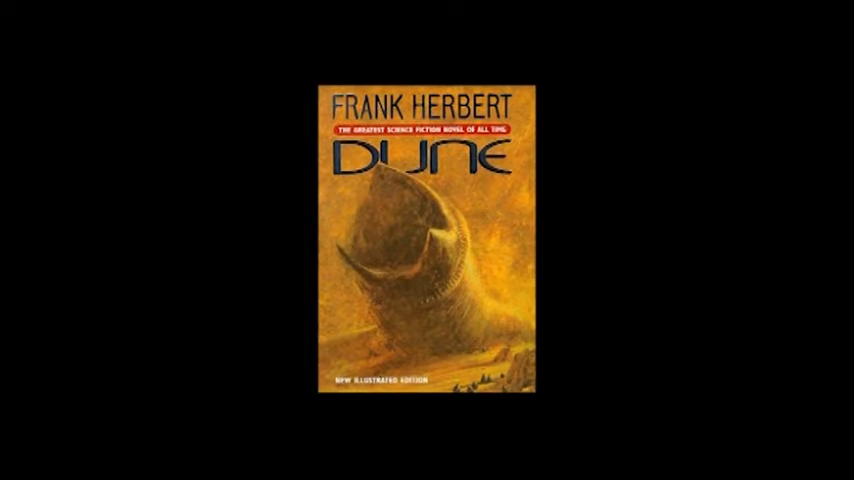 FRANK HERBERT
THE GREATEST SCIENCE FICTION NOVEL OF ALL TIME
DUNE
NEW ILLUSTRATED EDITION